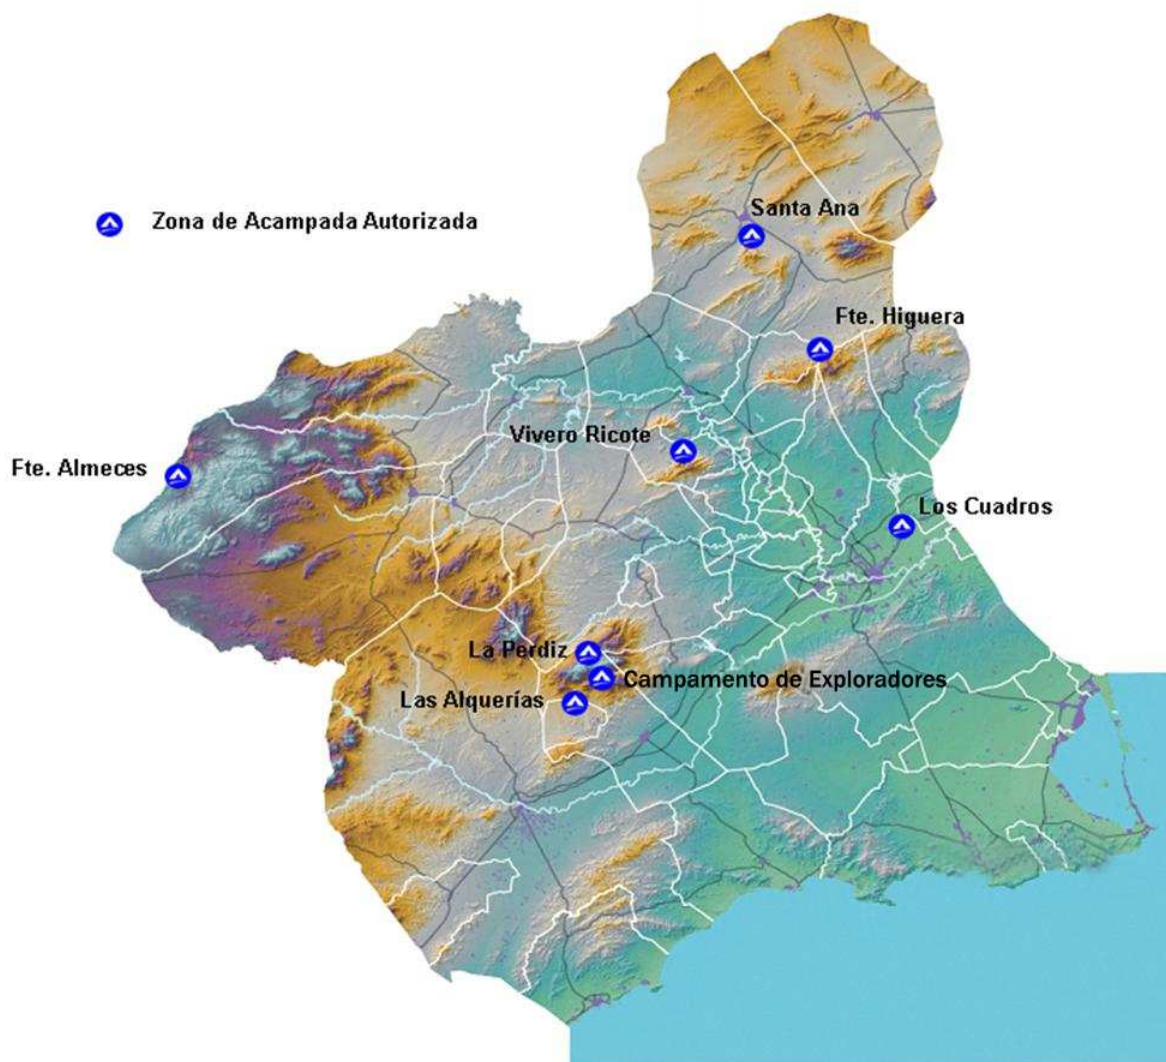 Santa Ana
Zona de Acampada Autorizada
Fte. Higuera
Vivero Ricote
Fte. Almeces
Los Cuadros
La Perdiz
Campamento de Exploradores
Las Alquerías